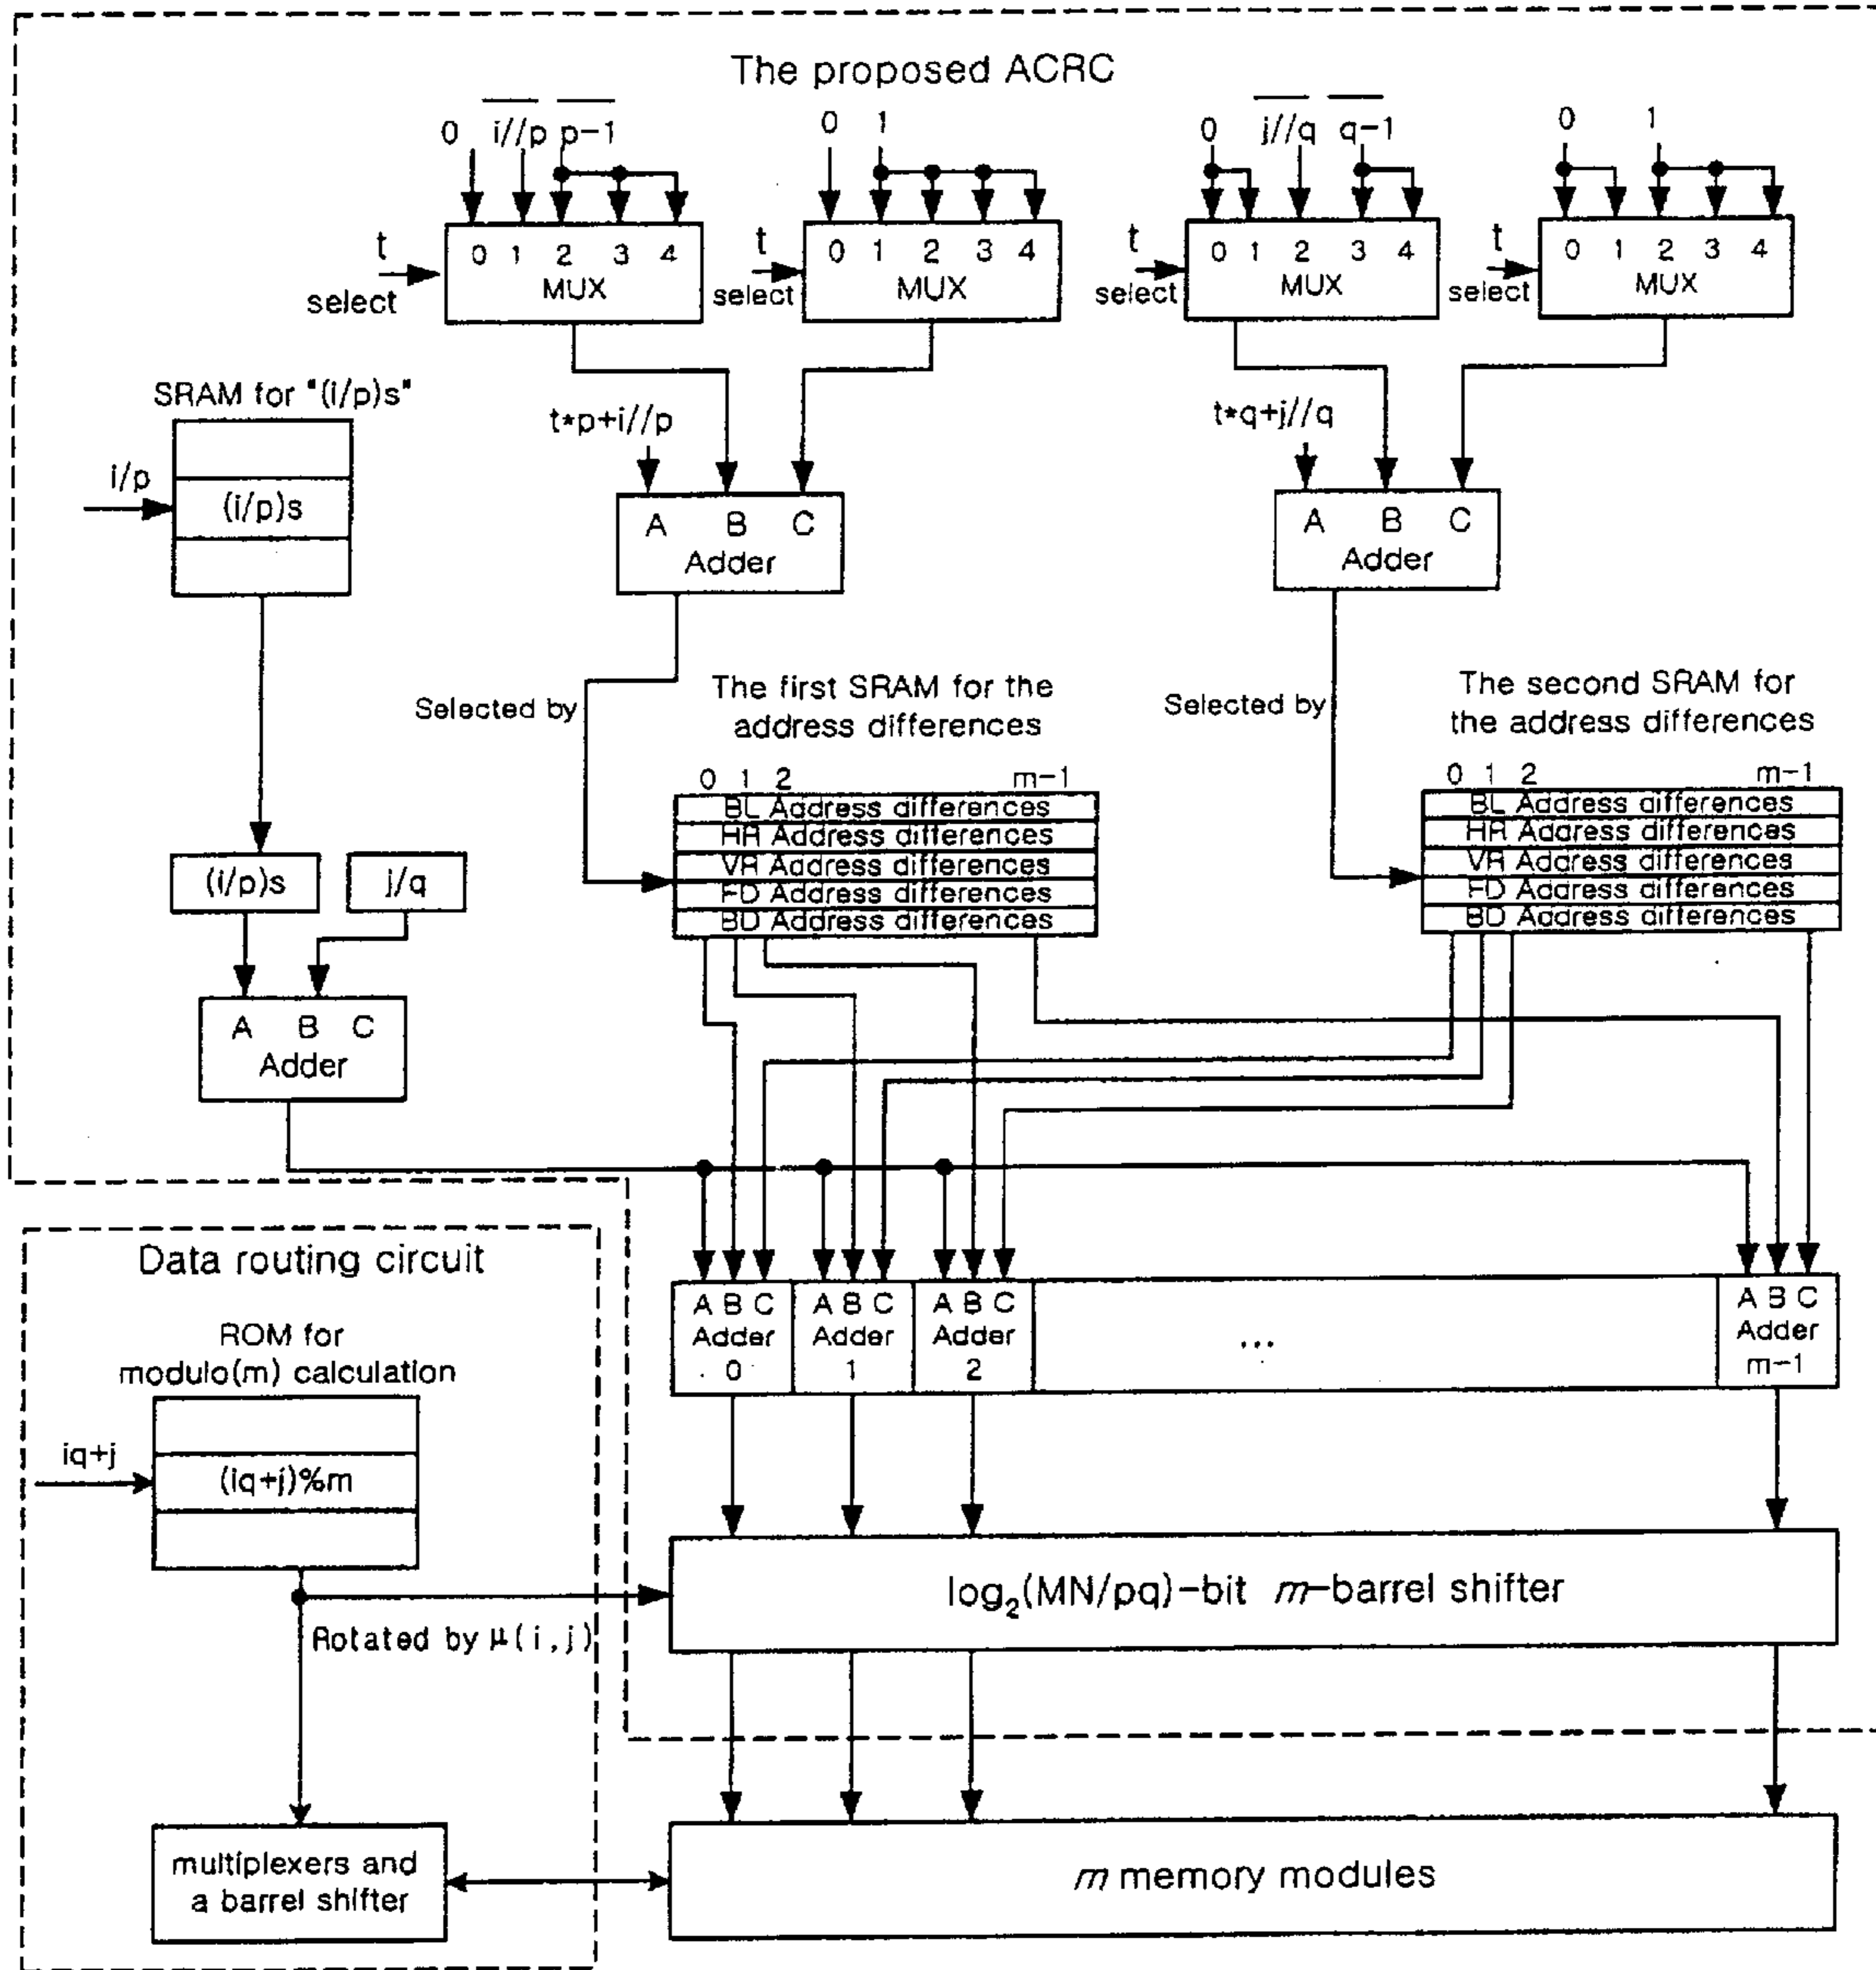 The proposed ACRC
0 i//p p-1
0 1
0 j//q q-1
0 1
t
select
0 1 2 3 4
MUX
t
select
0 1 2 3 4
MUX
t
select
0 1 2 3 4
MUX
t
select
0 1 2 3 4
MUX
SRAM for "(i/p)s"
i/p
(i/p)s
t*p+i//p
A B C
Adder
t*q+j//q
A B C
Adder
Selected by
The first SRAM for the
address differences
Selected by
The second SRAM for
the address differences
0 1 2 m-1
BL Address differences
HR Address differences
VR Address differences
FD Address differences
BD Address differences
0 1 2 m-1
BL Address differences
HR Address differences
VR Address differences
FD Address differences
BD Address differences
(i/p)s
j/q
A B C
Adder
A B C
Adder
0
A B C
Adder
1
A B C
Adder
2
...
A B C
Adder
m-1
Data routing circuit
ROM for
modulo(m) calculation
iq+j
(iq+j)%m
Rotated by μ(i,j)
log₂(MN/pq)-bit m-barrel shifter
multiplexers and
a barrel shifter
m memory modules